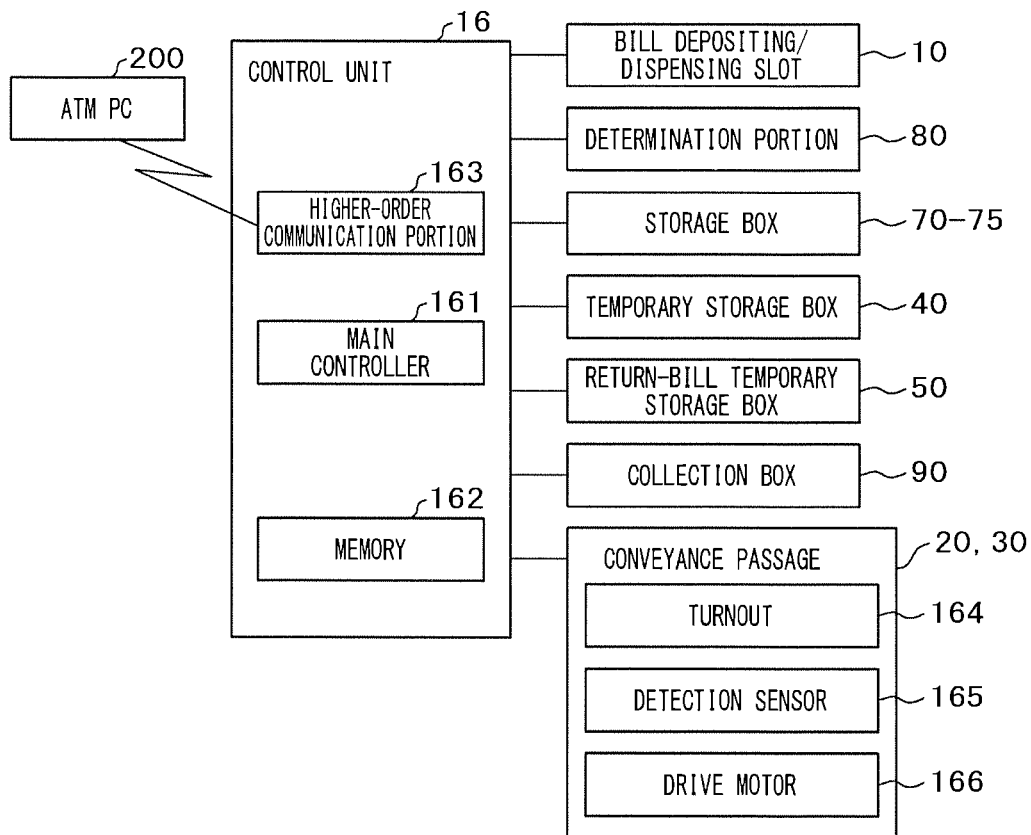 200
ATM PC
16
CONTROL UNIT
163
HIGHER-ORDER
COMMUNICATION PORTION
161
MAIN
CONTROLLER
162
MEMORY
BILL DEPOSITING/
DISPENSING SLOT
10
DETERMINATION PORTION
80
STORAGE BOX
70-75
TEMPORARY STORAGE BOX
40
RETURN-BILL TEMPORARY
STORAGE BOX
50
COLLECTION BOX
90
CONVEYANCE PASSAGE
20, 30
TURNOUT
164
DETECTION SENSOR
165
DRIVE MOTOR
166